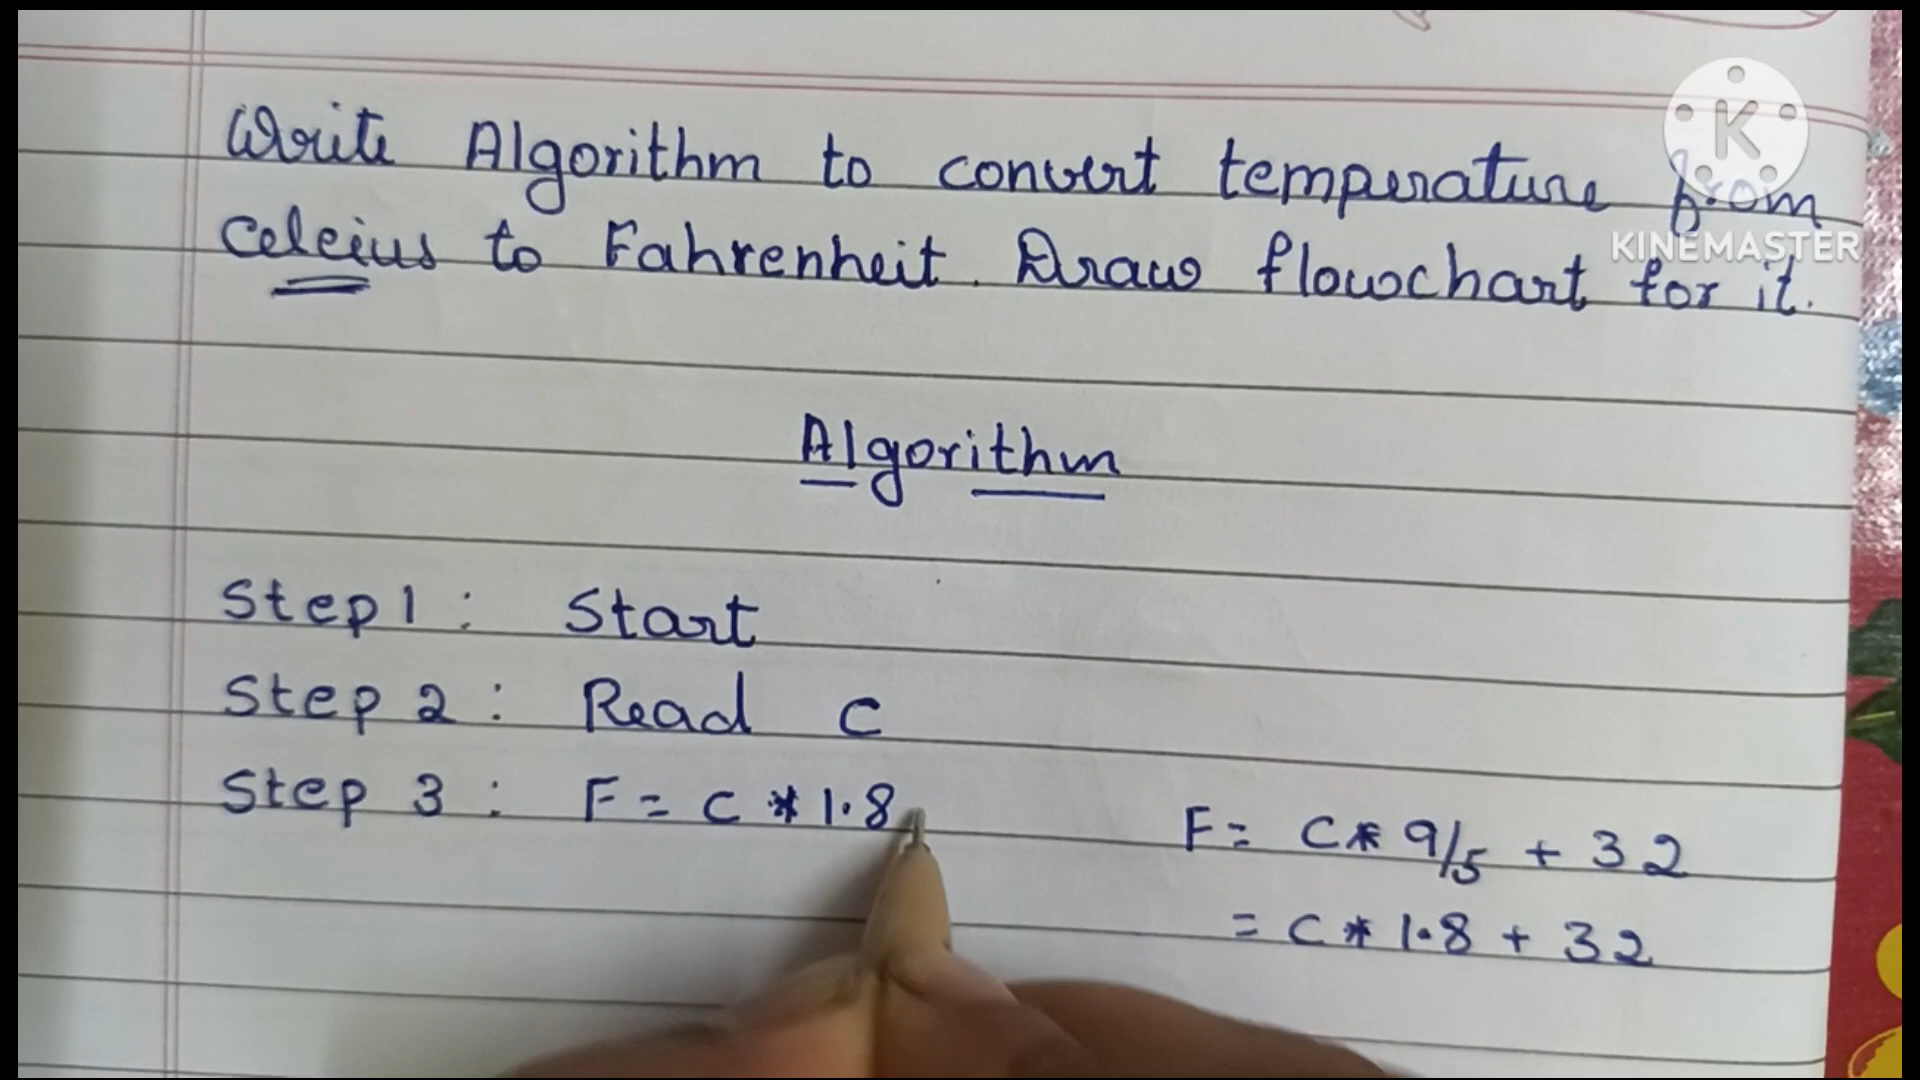 Write Algorithm to convert temperature from
Celcius to Fahrenheit. Draw flowchart for it.
Algorithm
Step 1 : Start
Step 2 : Read C
Step 3 : F = C * 1.8
F = C * 9/5 + 32
= C * 1.8 + 32
K
KINEMASTER